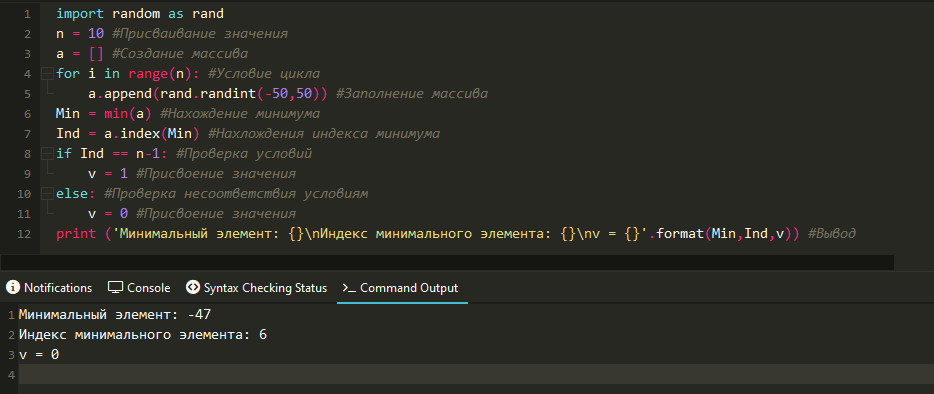 1 import random as rand
2 n = 10 #Присваивание значения
3 a = [] #Создание массива
4 for i in range(n): #Условие цикла
5 a.append(rand.randint(-50,50)) #Заполнение массива
6 Min = min(a) #Нахождение минимума
7 Ind = a.index(Min) #Нахлождения индекса минимума
8 if Ind == n-1: #Проверка условий
9 v = 1 #Присвоение значения
10 else: #Проверка несоответствия условиям
11 v = 0 #Присвоение значения
12 print ('Минимальный элемент: {}\nИндекс минимального элемента: {}\nv = {}'.format(Min,Ind,v)) #Вывод
Notifications Console Syntax Checking Status >_ Command Output
1 Минимальный элемент: -47
2 Индекс минимального элемента: 6
3 v = 0
4